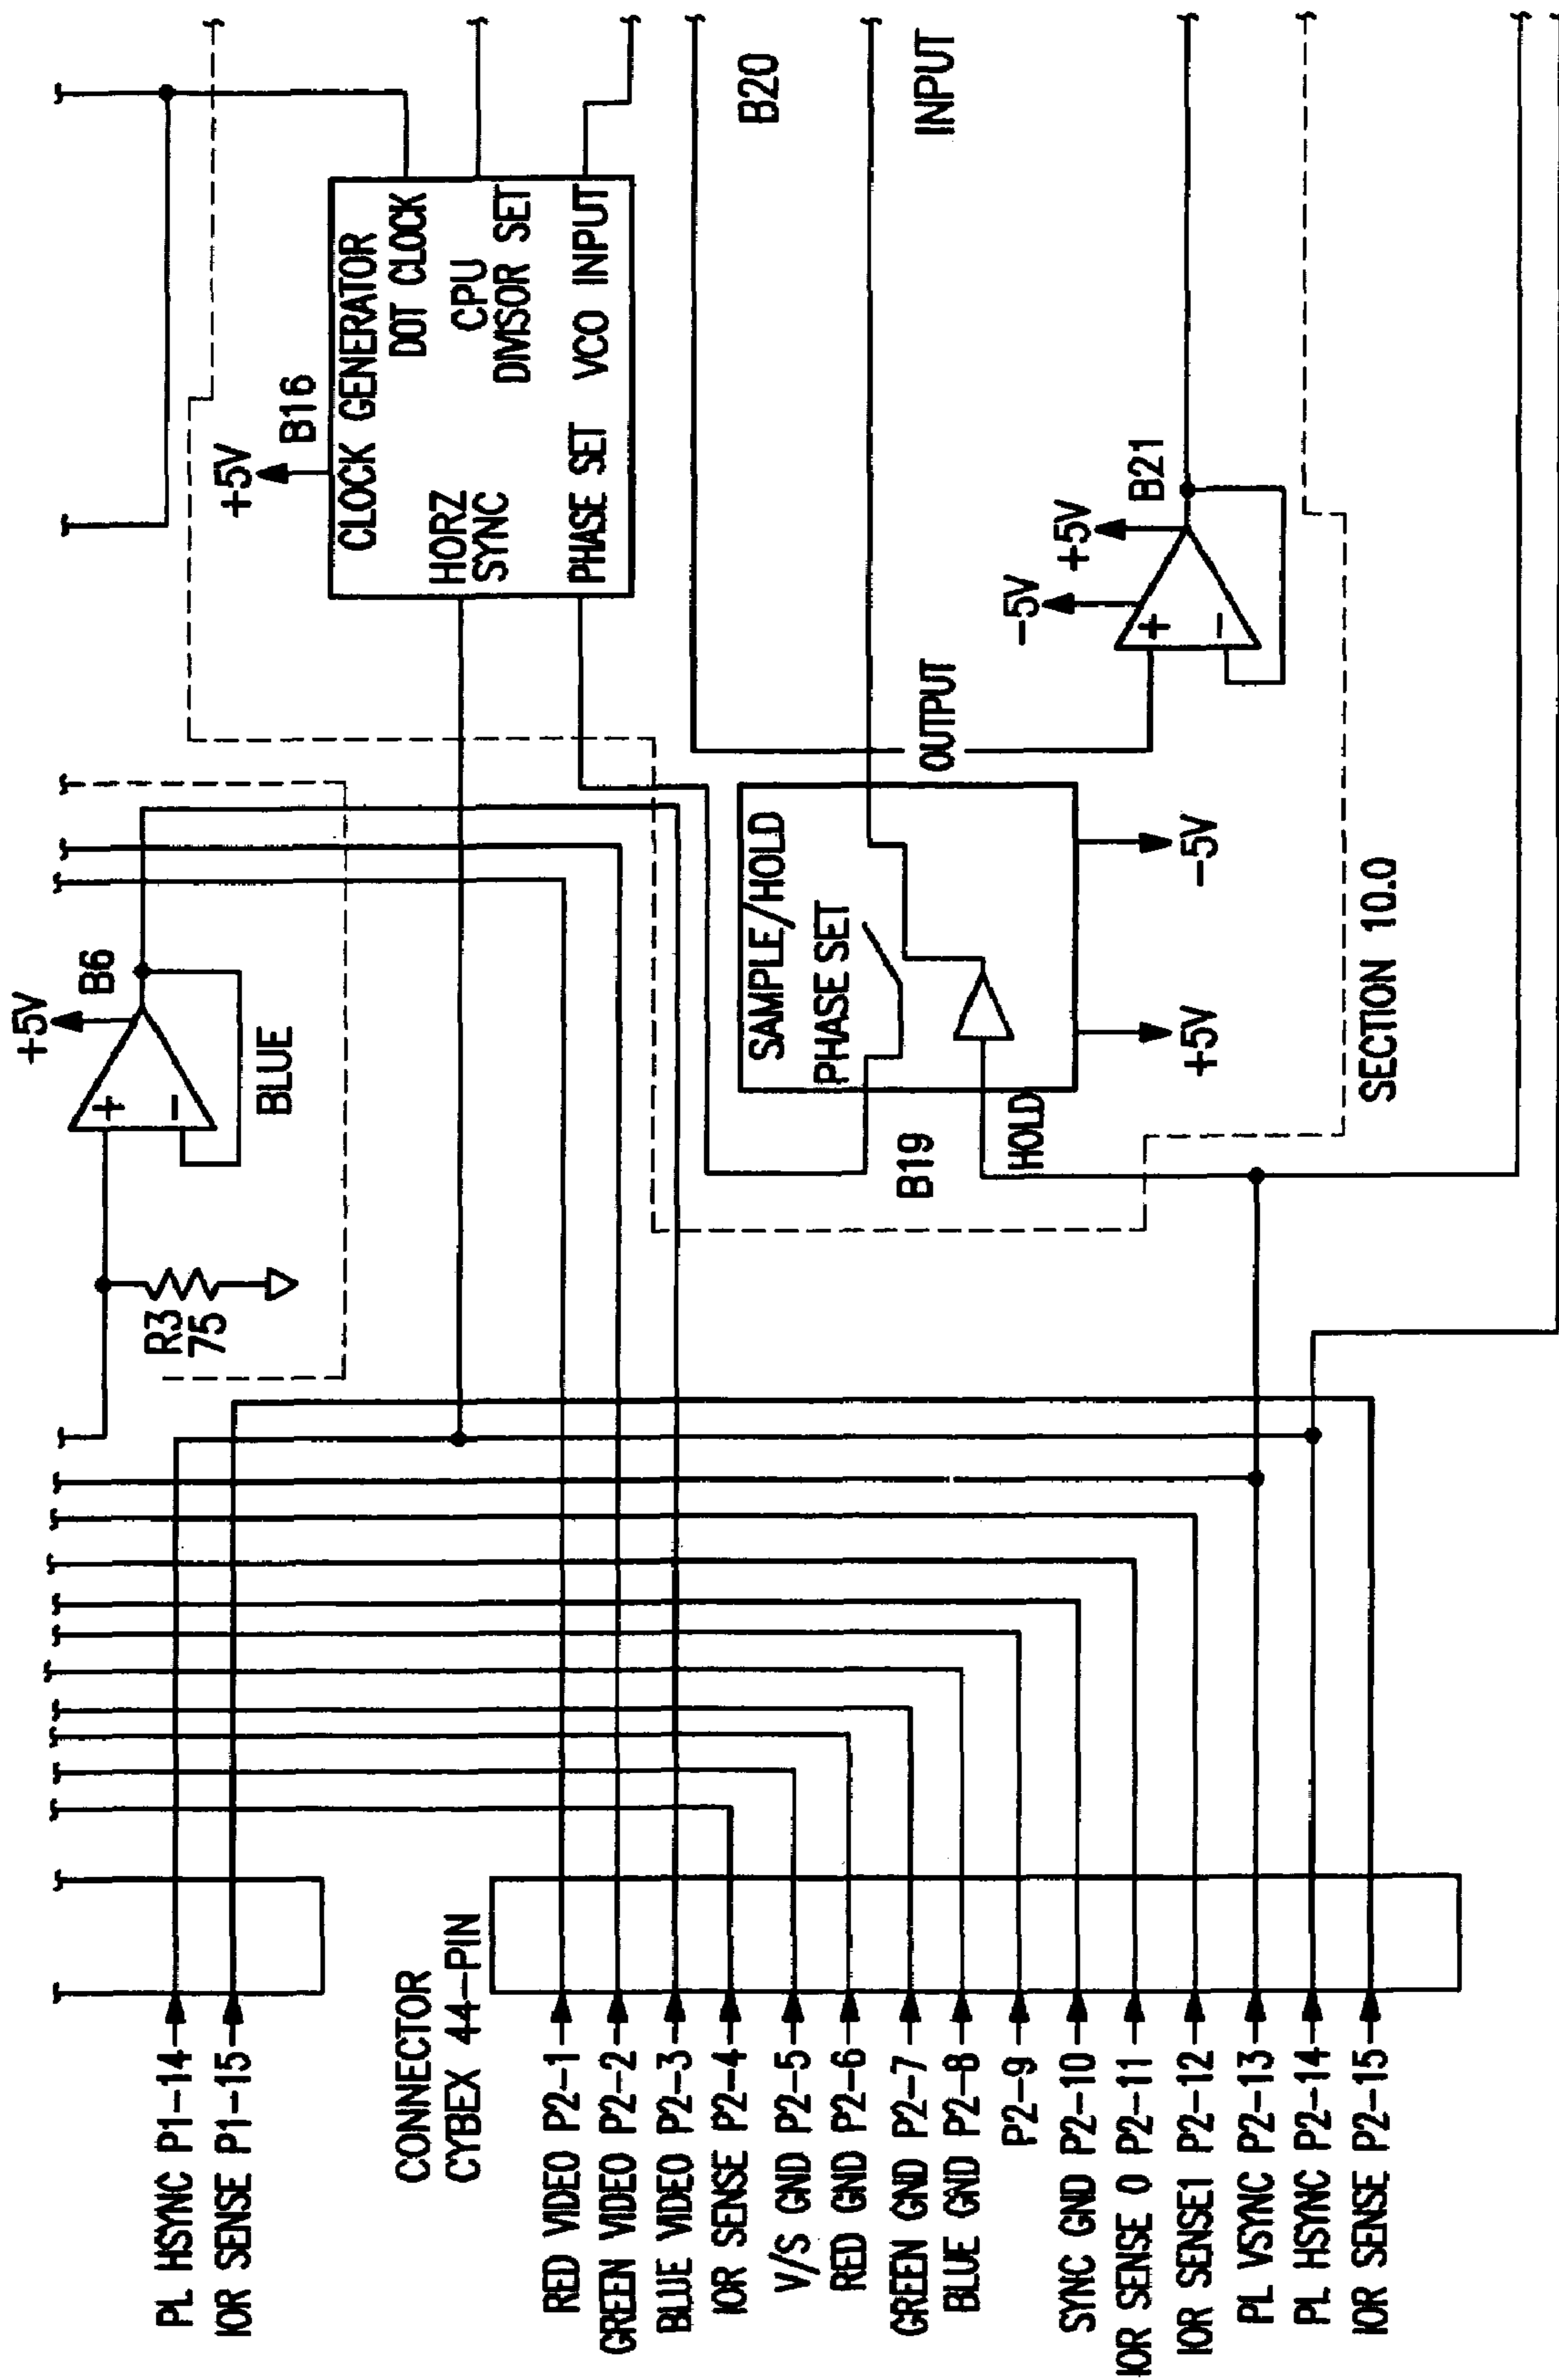 PL HSYNC P1-14
IOR SENSE P1-15
R3
75
+5V
B6
+
-
BLUE
+5V
B16
CLOCK GENERATOR
DOT CLOCK
HORZ
SYNC
CPU
DIVISOR SET
PHASE SET
VCO INPUT
CONNECTOR
CYBEX 44-PIN
RED VIDEO P2-1
GREEN VIDEO P2-2
BLUE VIDEO P2-3
IOR SENSE P2-4
V/S GND P2-5
RED GND P2-6
GREEN GND P2-7
BLUE GND P2-8
P2-9
SYNC GND P2-10
IOR SENSE 0 P2-11
IOR SENSE1 P2-12
PL VSYNC P2-13
PL HSYNC P2-14
IOR SENSE P2-15
SAMPLE/HOLD
PHASE SET
B19
HOLD
+5V
-5V
OUTPUT
B20
INPUT
-5V
+5V
B21
+
-
SECTION 10.0